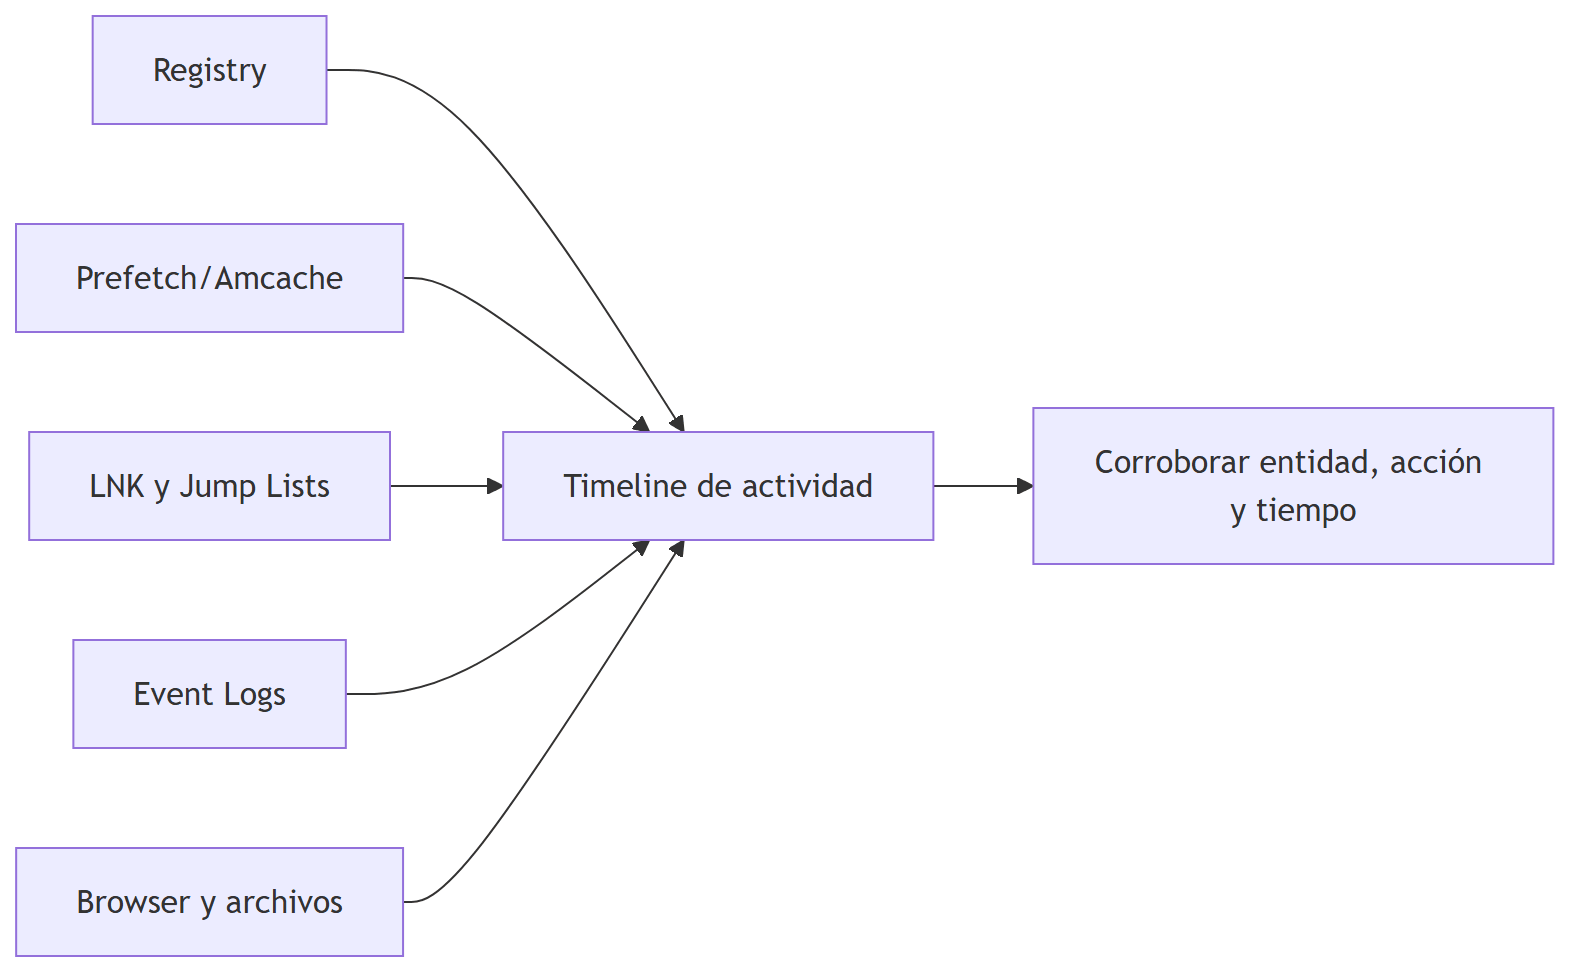 Registry
Prefetch/Amcache
LNK y Jump Lists
Event Logs
Browser y archivos
Timeline de actividad
Corroborar entidad, acción
y tiempo